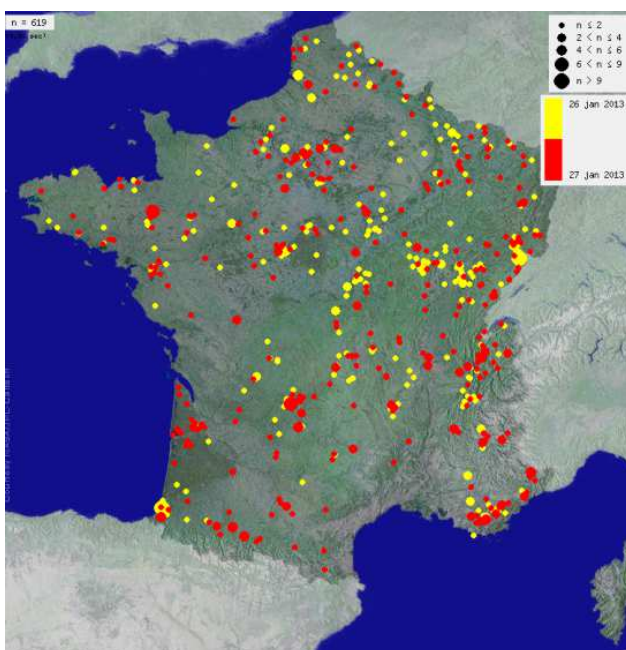 n = 619
n ≤ 2
2 < n ≤ 4
4 < n ≤ 6
6 < n ≤ 9
n > 9
26 jan 2013
27 jan 2013